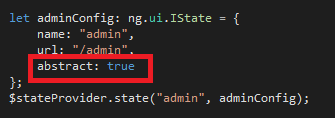 let adminConfig: ng.ui.IState = {
name: "admin",
url: "/admin",
abstract: true
};
$stateProvider.state("admin", adminConfig);